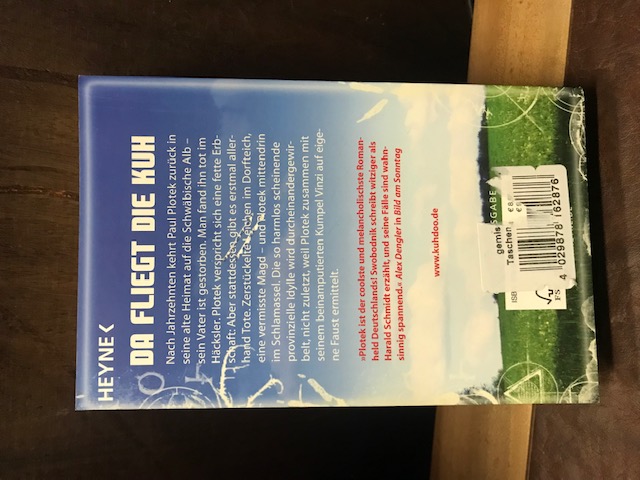 HEYNE<
DA FLIEGT DIE KUH
Nach Jahrzehnten kehrt Paul Plotek zurück in
seine alte Heimat auf die Schwäbische Alb –
sein Vater ist gestorben. Man fand ihn tot im
Häcksler. Plotek verspricht sich eine fette Erb-
schaft. Aber stattdessen gibt es erstmal aller-
hand Tote. Zerstückelte Leichen im Dorfteich,
eine vermisste Magd – und Plotek mittendrin
im Schlamassel. Die so harmlos scheinende
provinzielle Idylle wird durcheinandergewir-
belt, nicht zuletzt, weil Plotek zusammen mit
seinem beinamputierten Kumpel Vinzi auf eige-
ne Faust ermittelt.
»Plotek ist der coolste und melancholischste Roman-
held Deutschlands! Swobodnik schreibt witziger als
Harald Schmidt erzählt, und seine Fälle sind wahn-
sinnig spannend.« Alex Dengler in Bild am Sonntag
www.kuhdoo.de
SGABE
gemis
Taschen
4 029878 162876
ISB
FS